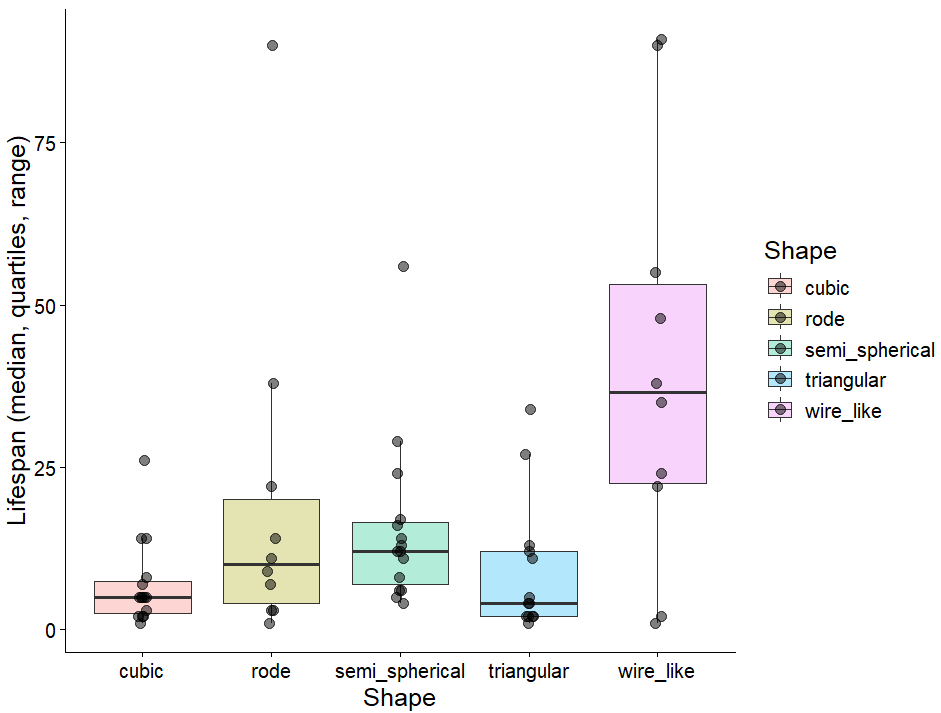 Lifespan (median, quartiles, range)
75
50
25
0
cubic rode semi_spherical triangular wire_like
Shape
Shape
cubic
rode
semi_spherical
triangular
wire_like